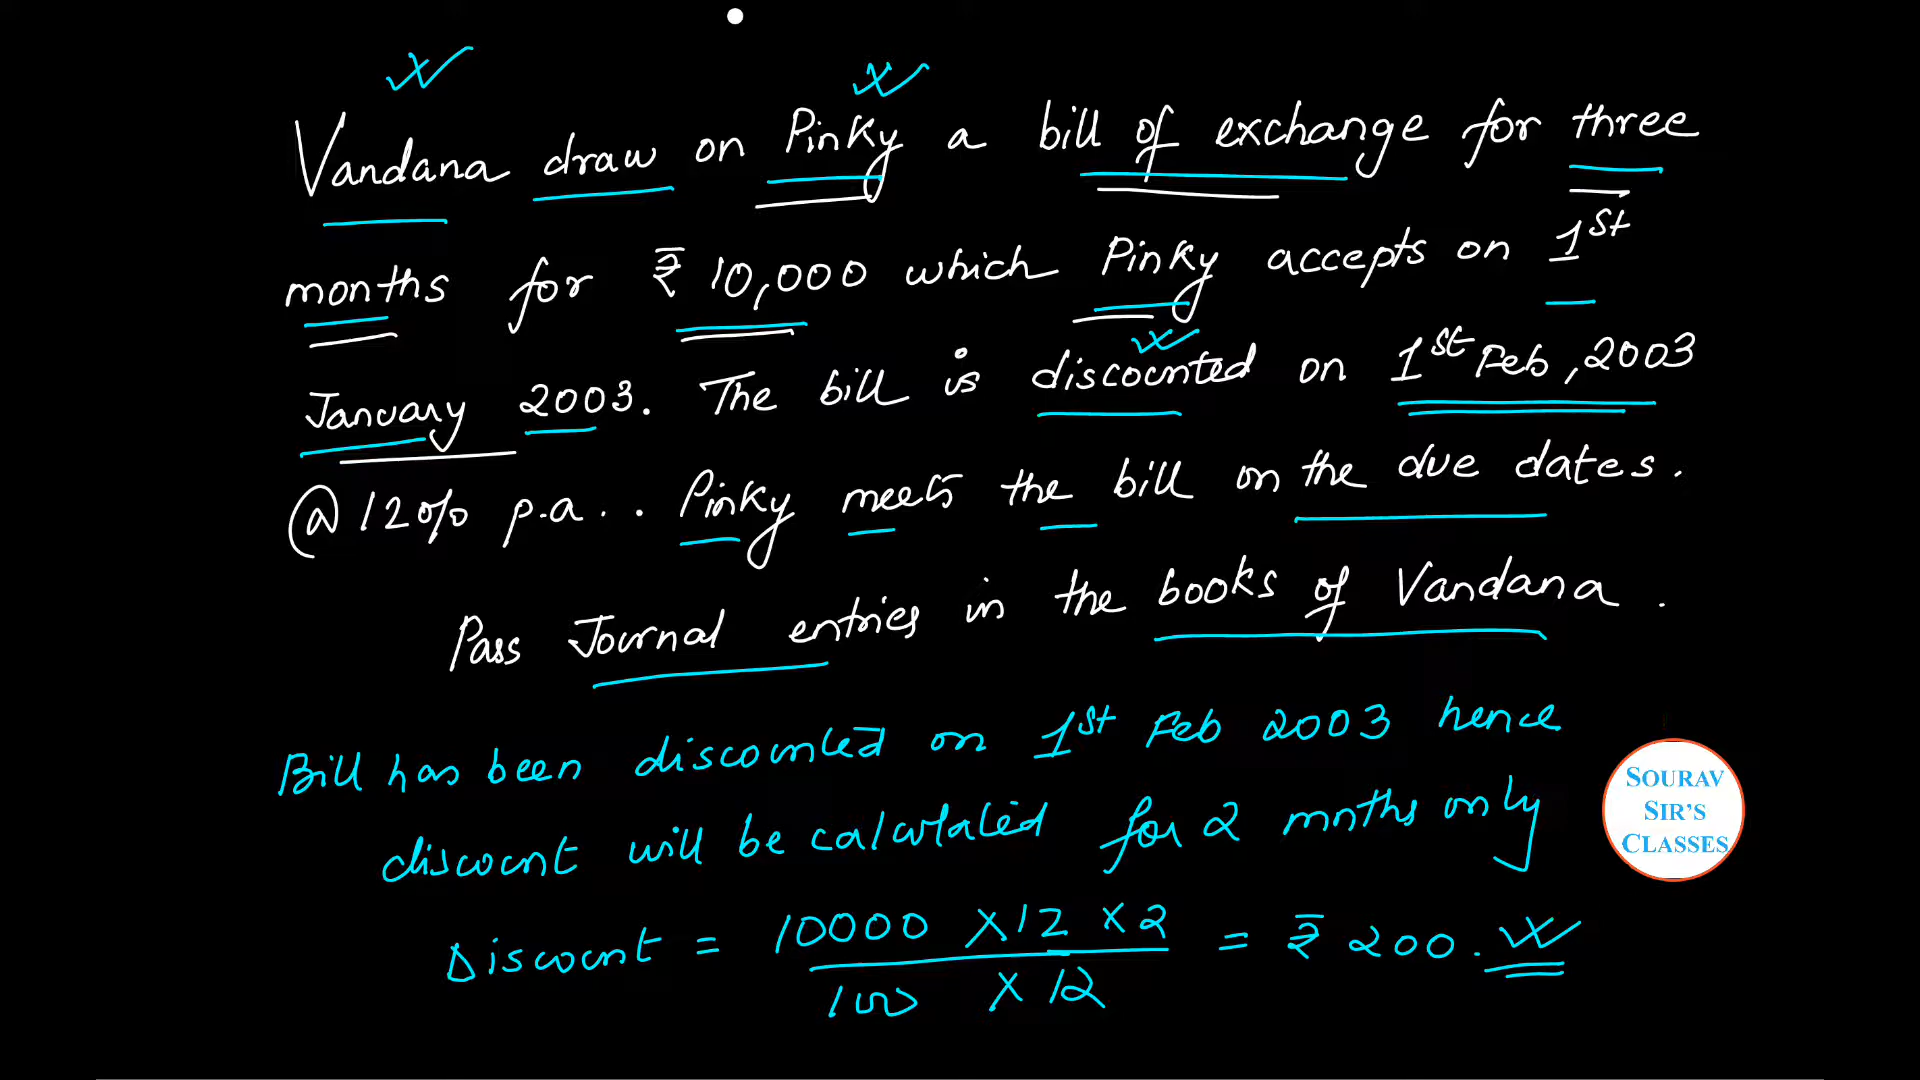 Vandana draw on Pinky a bill of exchange for three
months for ₹ 10,000 which Pinky accepts on 1st
January 2003. The bill is discounted on 1st Feb, 2003
@ 12% p.a.. . Pinky meets the bill on the due dates.
Pass Journal entries in the books of Vandana.
Bill has been discounted on 1st Feb 2003 hence
discount will be calculated for 2 mnths only
Discount = 10000 X 12 X 2 = ₹ 200.
100 X 12
SOURAV
SIR'S
CLASSES